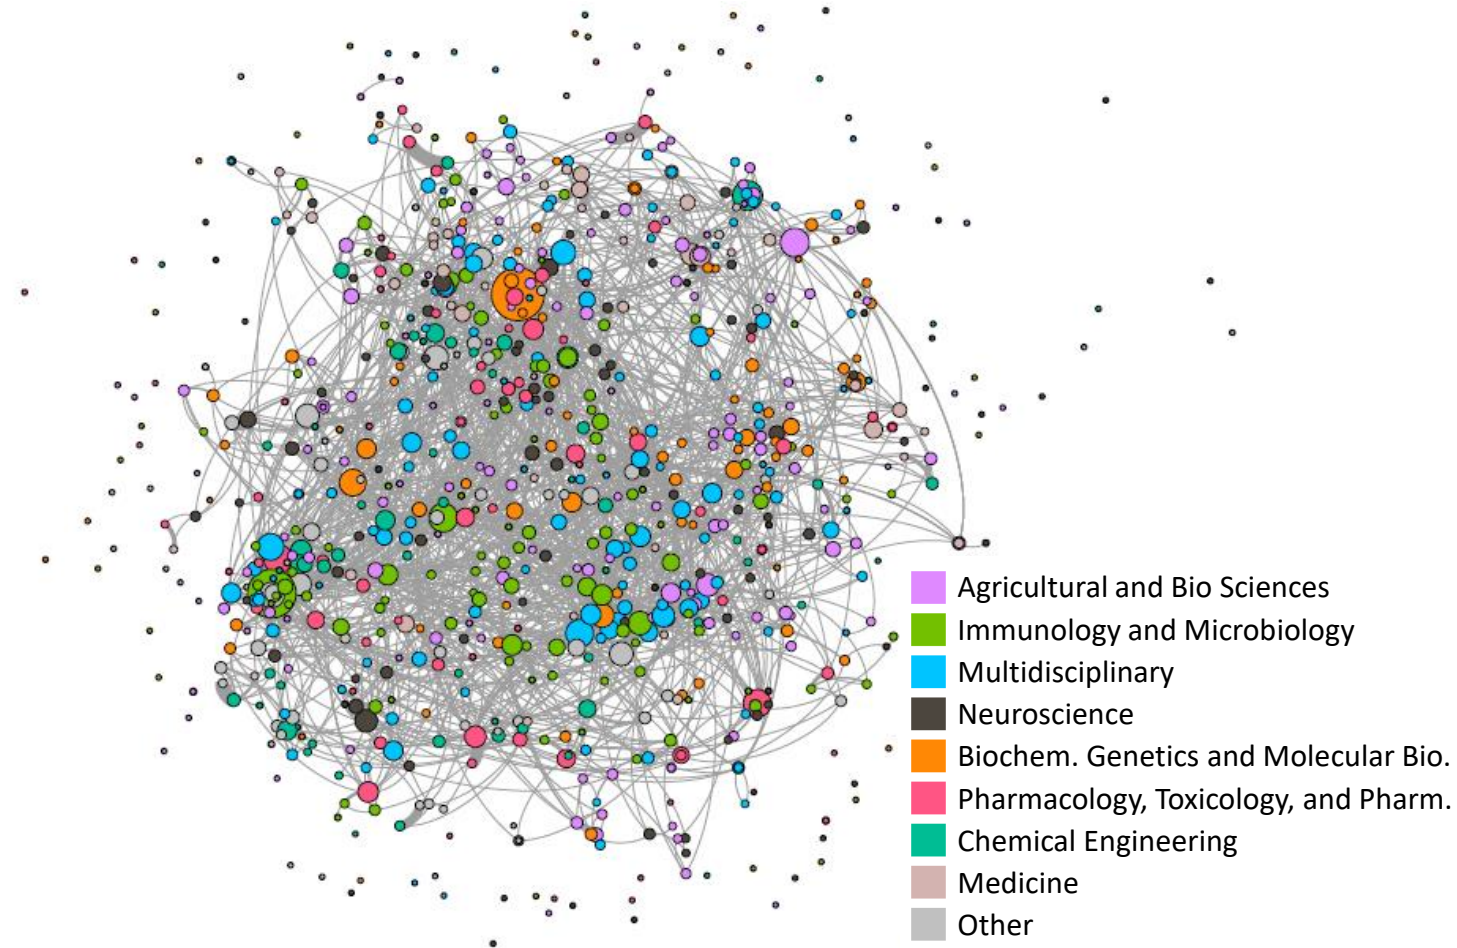 Agricultural and Bio Sciences
Immunology and Microbiology
Multidisciplinary
Neuroscience
Biochem. Genetics and Molecular Bio.
Pharmacology, Toxicology, and Pharm.
Chemical Engineering
Medicine
Other